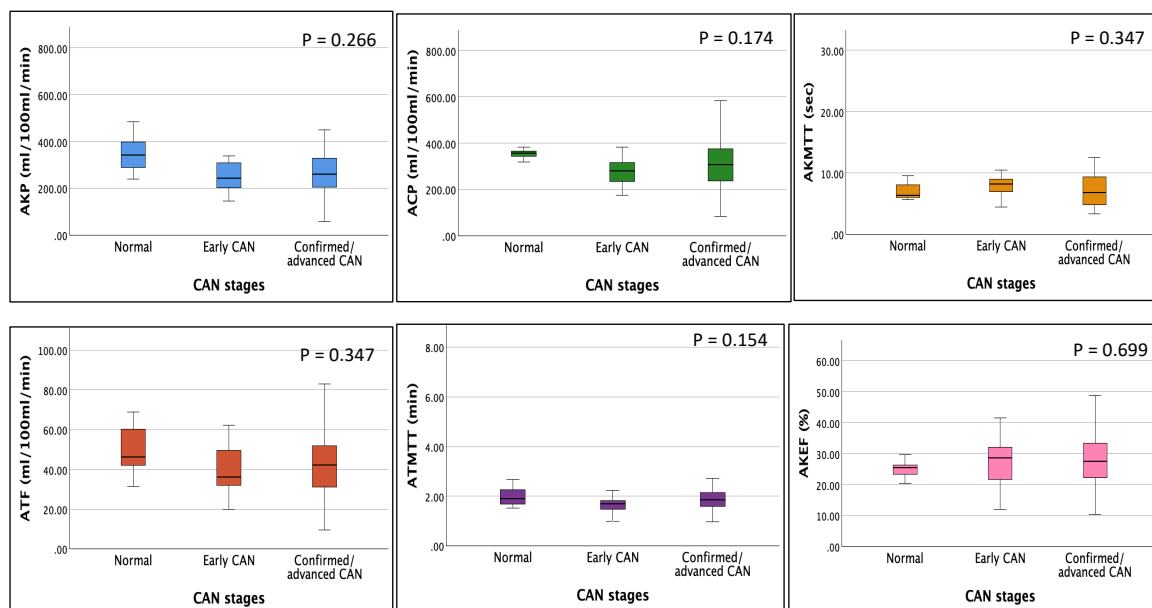 P = 0.266
AKP (ml/100ml/min)
800.00
600.00
400.00
200.00
.00
Normal
Early CAN
Confirmed/
advanced CAN
CAN stages
P = 0.174
ACP (ml/100ml/min)
800.00
600.00
400.00
200.00
.00
Normal
Early CAN
Confirmed/
advanced CAN
CAN stages
P = 0.347
AKMTT (sec)
30.00
20.00
10.00
.00
Normal
Early CAN
Confirmed/
advanced CAN
CAN stages
P = 0.347
ATF (ml/100ml/min)
100.00
80.00
60.00
40.00
20.00
.00
Normal
Early CAN
Confirmed/
advanced CAN
CAN stages
P = 0.154
ATMTT (min)
8.00
6.00
4.00
2.00
.00
Normal
Early CAN
Confirmed/
advanced CAN
CAN stages
P = 0.699
AKEF (%)
60.00
50.00
40.00
30.00
20.00
10.00
.00
Normal
Early CAN
Confirmed/
advanced CAN
CAN stages